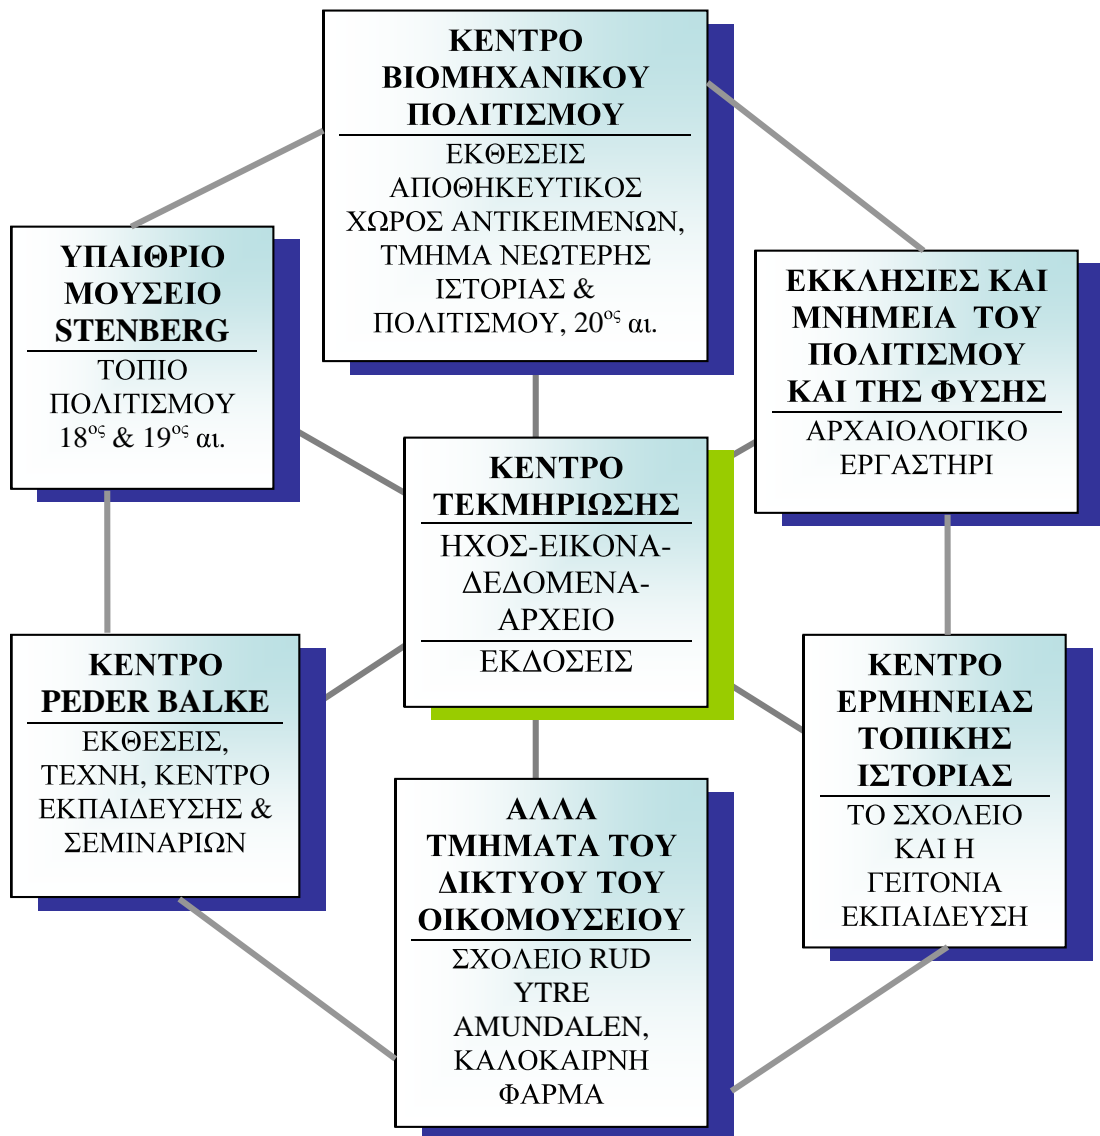 ΚΕΝΤΡΟ
ΒΙΟΜΗΧΑΝΙΚΟΥ
ΠΟΛΙΤΙΣΜΟΥ
ΕΚΘΕΣΕΙΣ
ΑΠΟΘΗΚΕΥΤΙΚΟΣ
ΧΩΡΟΣ ΑΝΤΙΚΕΙΜΕΝΩΝ,
ΤΜΗΜΑ ΝΕΩΤΕΡΗΣ
ΙΣΤΟΡΙΑΣ &
ΠΟΛΙΤΙΣΜΟΥ, 20ος αι.
ΥΠΑΙΘΡΙΟ
ΜΟΥΣΕΙΟ
STENBERG
ΤΟΠΙΟ
ΠΟΛΙΤΙΣΜΟΥ
18ος & 19ος αι.
ΕΚΚΛΗΣΙΕΣ ΚΑΙ
ΜΝΗΜΕΙΑ ΤΟΥ
ΠΟΛΙΤΙΣΜΟΥ
ΚΑΙ ΤΗΣ ΦΥΣΗΣ
ΑΡΧΑΙΟΛΟΓΙΚΟ
ΕΡΓΑΣΤΗΡΙ
ΚΕΝΤΡΟ
ΤΕΚΜΗΡΙΩΣΗΣ
ΗΧΟΣ-ΕΙΚΟΝΑ-
ΔΕΔΟΜΕΝΑ-
ΑΡΧΕΙΟ
ΕΚΔΟΣΕΙΣ
ΚΕΝΤΡΟ
PEDER BALKE
ΕΚΘΕΣΕΙΣ,
ΤΕΧΝΗ, ΚΕΝΤΡΟ
ΕΚΠΑΙΔΕΥΣΗΣ &
ΣΕΜΙΝΑΡΙΩΝ
ΚΕΝΤΡΟ
ΕΡΜΗΝΕΙΑΣ
ΤΟΠΙΚΗΣ
ΙΣΤΟΡΙΑΣ
ΤΟ ΣΧΟΛΕΙΟ
ΚΑΙ Η
ΓΕΙΤΟΝΙΑ
ΕΚΠΑΙΔΕΥΣΗ
ΑΛΛΑ
ΤΜΗΜΑΤΑ ΤΟΥ
ΔΙΚΤΥΟΥ ΤΟΥ
ΟΙΚΟΜΟΥΣΕΙΟΥ
ΣΧΟΛΕΙΟ RUD
YTRE
AMUNDALEN,
ΚΑΛΟΚΑΙΡΝΗ
ΦΑΡΜΑ